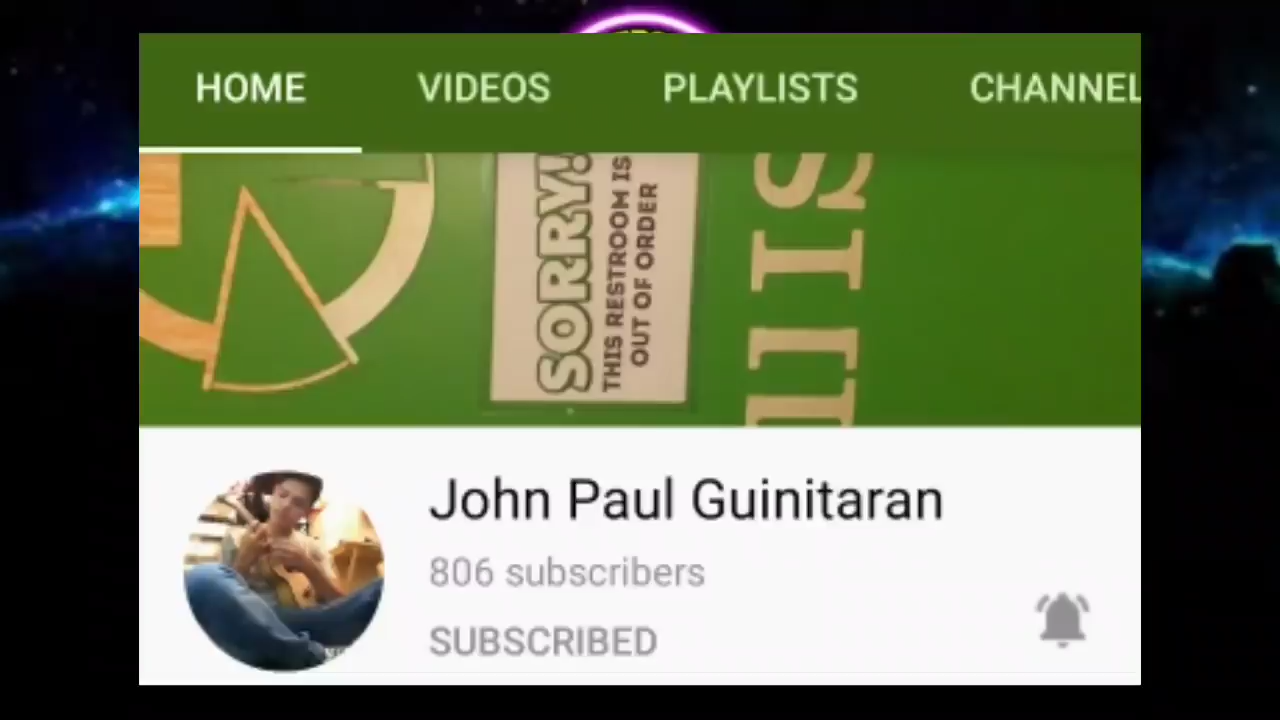 HOME VIDEOS PLAYLISTS CHANNEL
SORRY!
THIS RESTROOM IS
OUT OF ORDER
John Paul Guinitaran
806 subscribers
SUBSCRIBED